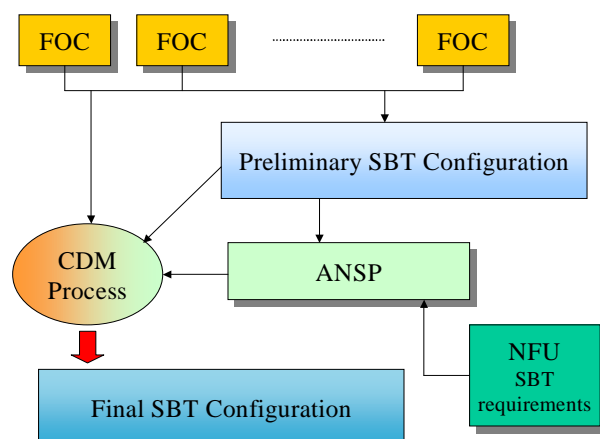 FOC
FOC
FOC
Preliminary SBT Configuration
CDM
Process
ANSP
NFU
SBT
requirements
Final SBT Configuration